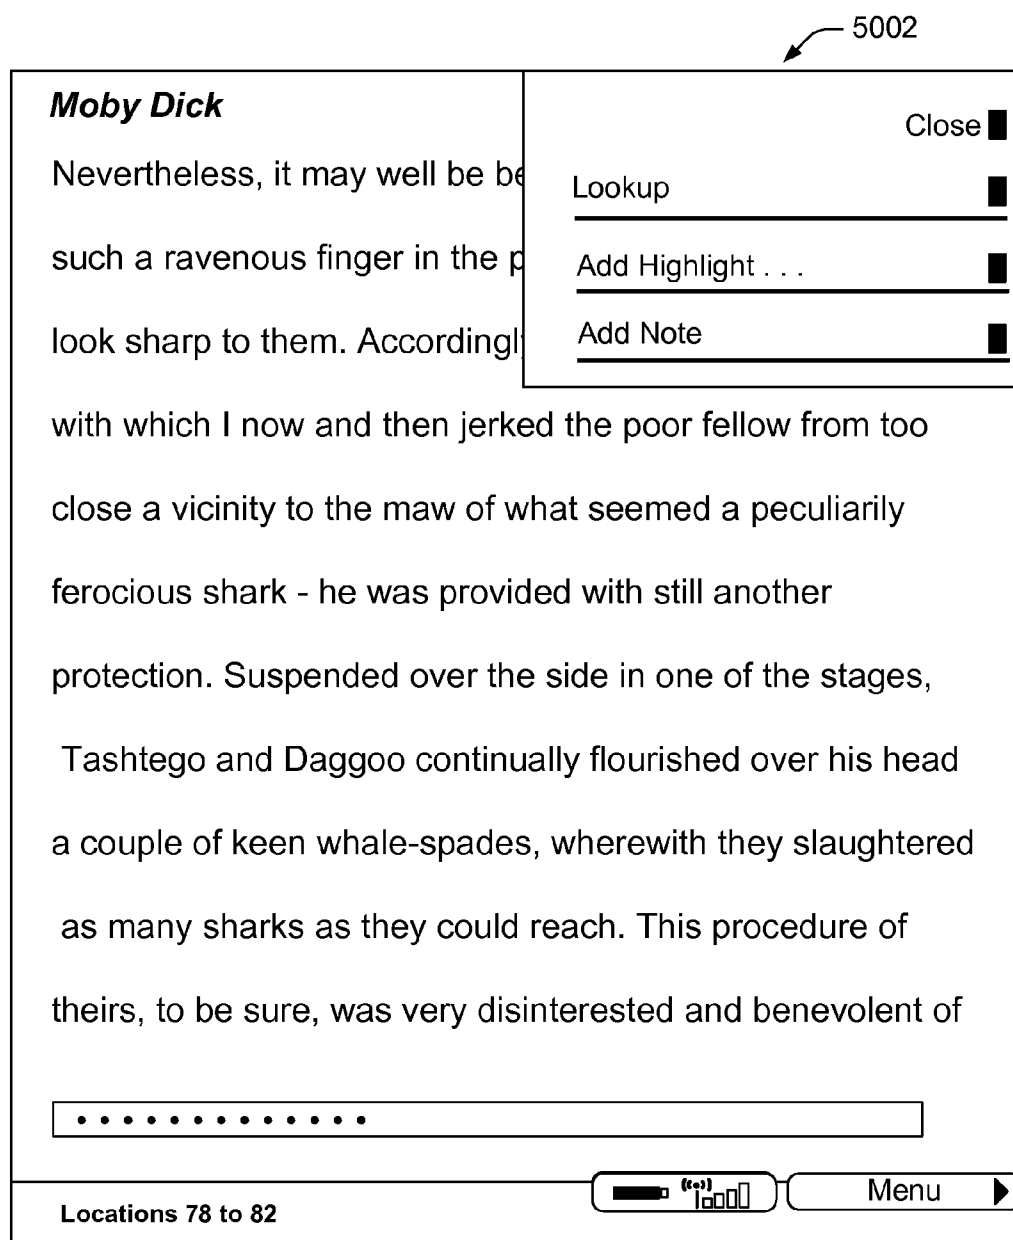 5002
Moby Dick
Close
Nevertheless, it may well be be
Lookup
such a ravenous finger in the p
Add Highlight . . .
look sharp to them. Accordingly
Add Note
with which I now and then jerked the poor fellow from too
close a vicinity to the maw of what seemed a peculiarily
ferocious shark - he was provided with still another
protection. Suspended over the side in one of the stages,
Tashtego and Daggoo continually flourished over his head
a couple of keen whale-spades, wherewith they slaughtered
as many sharks as they could reach. This procedure of
theirs, to be sure, was very disinterested and benevolent of
Menu
Locations 78 to 82